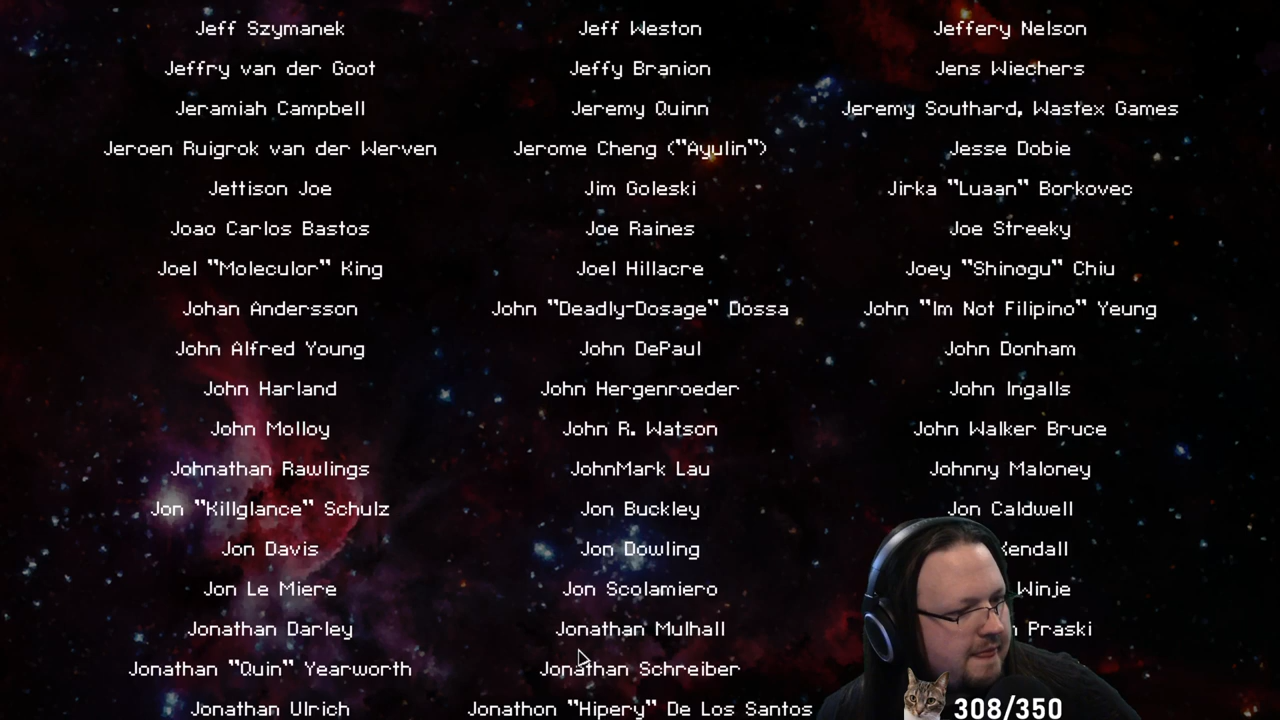 Jeff Szymanek Jeff Weston Jeffery Nelson
Jeffry van der Goot Jeffy Branion Jens Wiechers
Jeramiah Campbell Jeremy Quinn Jeremy Southard, Wastex Games
Jeroen Ruigrok van der Werven Jerome Cheng ("Ayulin") Jesse Dobie
Jettison Joe Jim Goleski Jirka "Luaan" Borkovec
Joao Carlos Bastos Joe Raines Joe Streeky
Joel "Moleculor" King Joel Hillacre Joey "Shinogu" Chiu
Johan Andersson John "Deadly-Dosage" Dossa John "Im Not Filipino" Yeung
John Alfred Young John DePaul John Donham
John Harland John Hergenroeder John Ingalls
John Molloy John R. Watson John Walker Bruce
Johnathan Rawlings JohnMark Lau Johnny Maloney
Jon "Killglance" Schulz Jon Buckley Jon Caldwell
Jon Davis Jon Dowling Kendall
Jon Le Miere Jon Scolamiero Winje
Jonathan Darley Jonathan Mulhall Praski
Jonathan "Quin" Yearworth Jonathan Schreiber
Jonathan Ulrich Jonathon "Hipery" De Los Santos 308/350